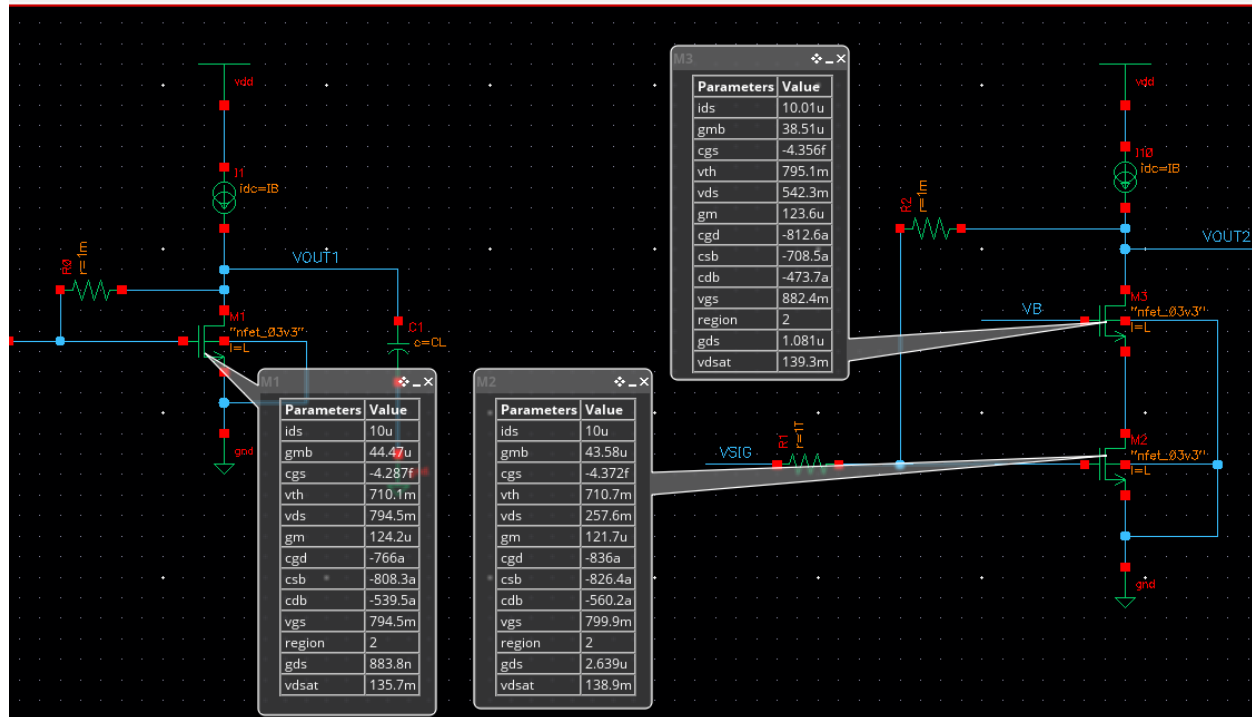 vdd
I1
idc=IB
R0
r=1m
VOUT1
M1
"nfet_03v3"
l=L
C1
c=CL
gnd
M1
Parameters Value
ids 10u
gmb 44.47u
cgs -4.287f
vth 710.1m
vds 794.5m
gm 124.2u
cgd -766a
csb -808.3a
cdb -539.5a
vgs 794.5m
region 2
gds 883.8n
vdsat 135.7m
M2
Parameters Value
ids 10u
gmb 43.58u
cgs -4.372f
vth 710.7m
vds 257.6m
gm 121.7u
cgd -836a
csb -826.4a
cdb -560.2a
vgs 799.9m
region 2
gds 2.639u
vdsat 138.9m
M3
Parameters Value
ids 10.01u
gmb 38.51u
cgs -4.356f
vth 795.1m
vds 542.3m
gm 123.6u
cgd -812.6a
csb -708.5a
cdb -473.7a
vgs 882.4m
region 2
gds 1.081u
vdsat 139.3m
vdd
I10
idc=IB
R2
r=1m
VOUT2
M3
"nfet_03v3"
l=L
VB
VSIG
R1
r=1T
M2
"nfet_03v3"
l=L
gnd